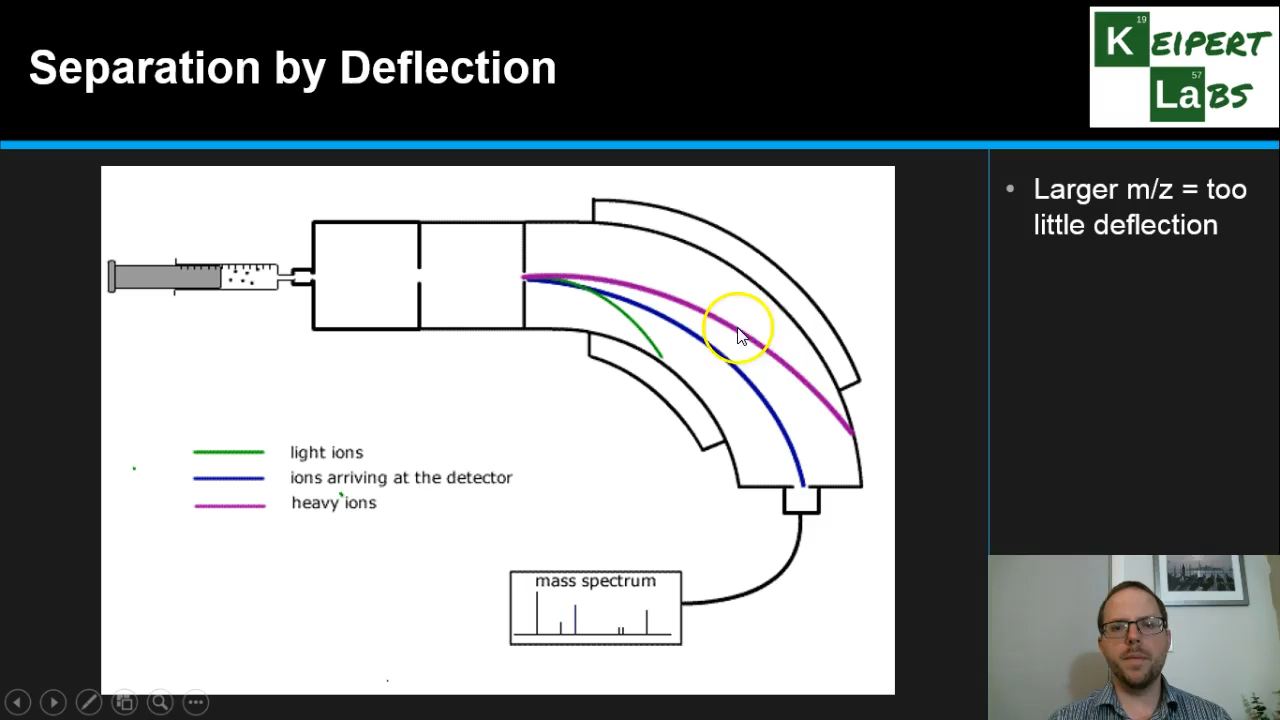 Separation by Deflection
19
K EIPERT
57
La BS
• Larger m/z = too
little deflection
light ions
ions arriving at the detector
heavy ions
mass spectrum